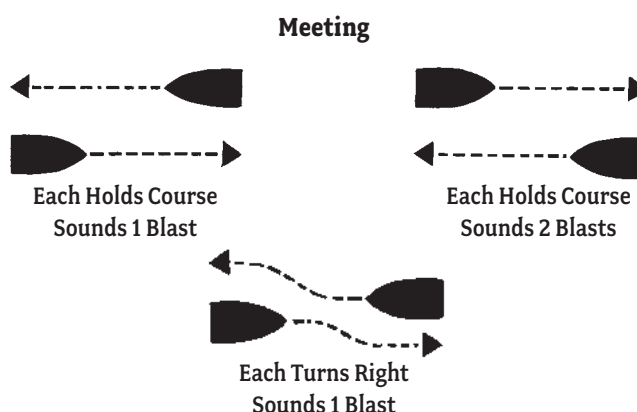 Meeting
Each Holds Course
Sounds 1 Blast
Each Holds Course
Sounds 2 Blasts
Each Turns Right
Sounds 1 Blast